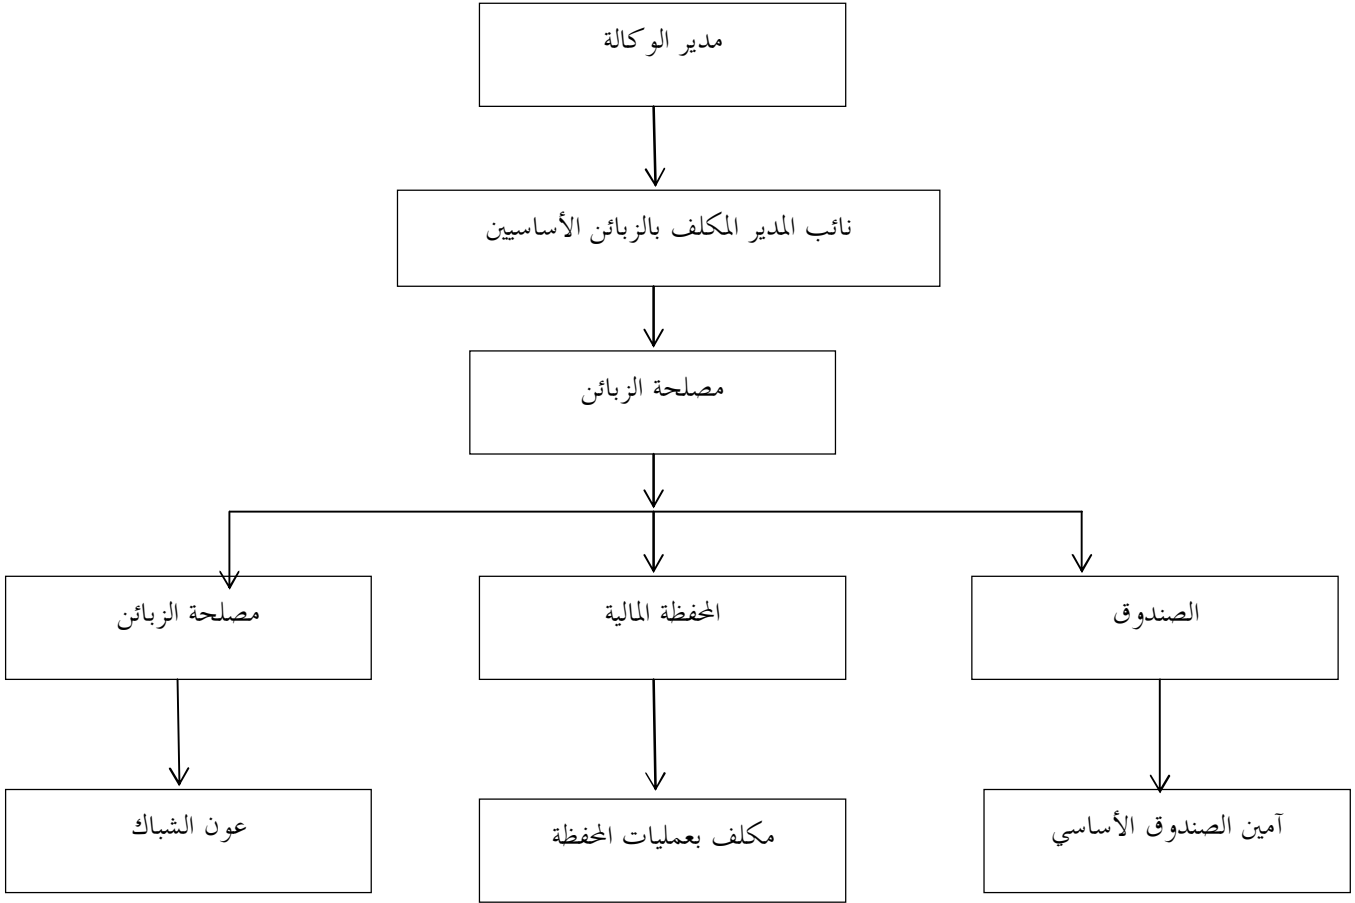 مدير الوكالة
نائب المدير المكلف بالزبائن الأساسيين
مصلحة الزبائن
الصندوق
المحفظة المالية
مصلحة الزبائن
آمين الصندوق الأساسي
مكلف بعمليات المحفظة
عون الشباك